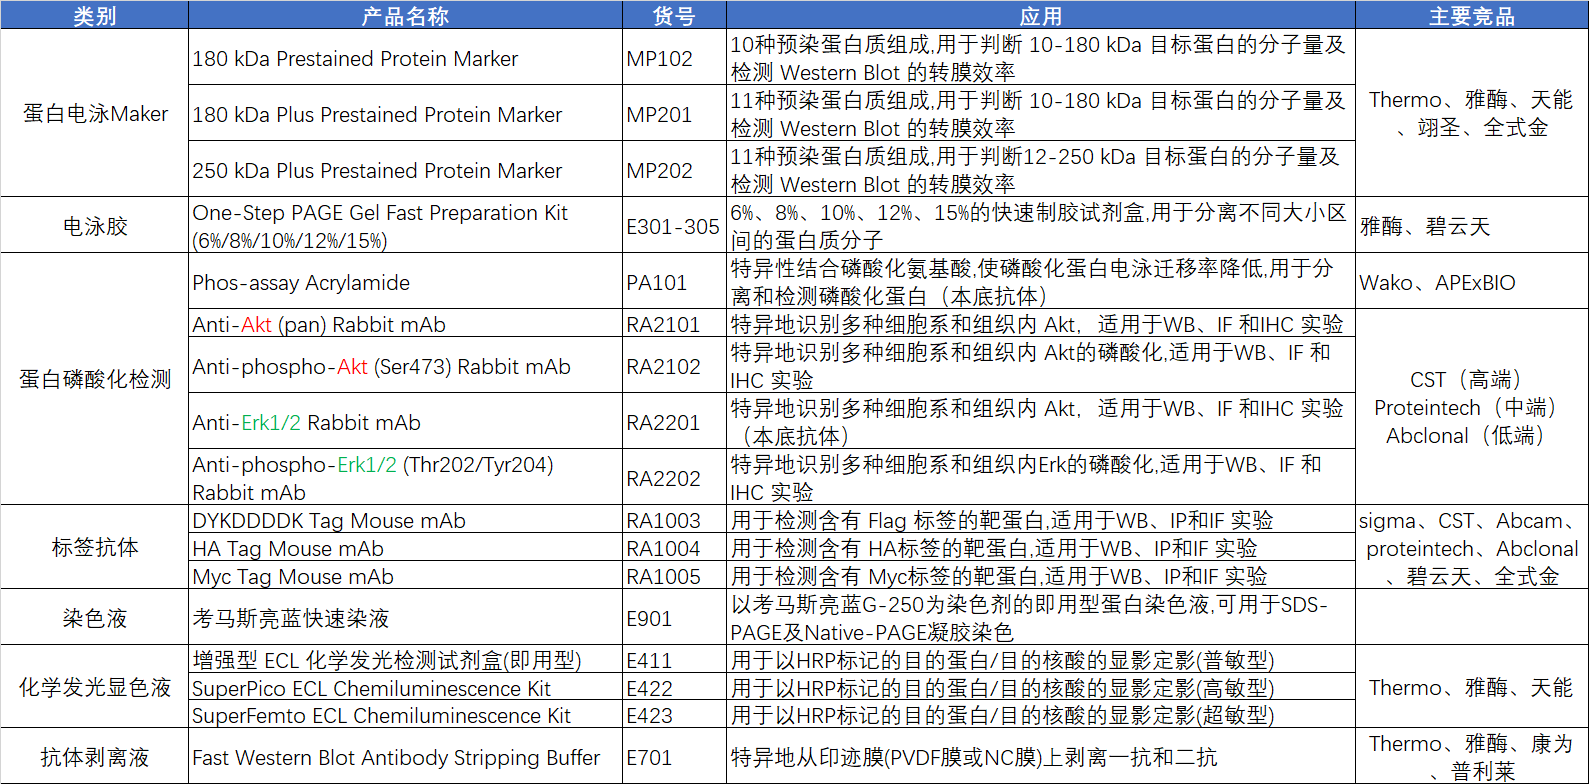 类别 产品名称 货号 应用 主要竞品
蛋白电泳Maker
180 kDa Prestained Protein Marker MP102
10种预染蛋白质组成,用于判断 10-180 kDa 目标蛋白的分子量及
检测 Western Blot 的转膜效率
180 kDa Plus Prestained Protein Marker MP201
11种预染蛋白质组成,用于判断 10-180 kDa 目标蛋白的分子量及
检测 Western Blot 的转膜效率
250 kDa Plus Prestained Protein Marker MP202
11种预染蛋白质组成,用于判断12-250 kDa 目标蛋白的分子量及
检测 Western Blot 的转膜效率
Thermo、雅酶、天能
、翊圣、全式金
电泳胶
One-Step PAGE Gel Fast Preparation Kit
(6%/8%/10%/12%/15%)
E301-305
6%、8%、10%、12%、15%的快速制胶试剂盒,用于分离不同大小区
间的蛋白质分子
雅酶、碧云天
蛋白磷酸化检测
Phos-assay Acrylamide PA101
特异性结合磷酸化氨基酸,使磷酸化蛋白电泳迁移率降低,用于分
离和检测磷酸化蛋白（本底抗体）
Wako、APExBIO
Anti-Akt (pan) Rabbit mAb RA2101 特异地识别多种细胞系和组织内 Akt，适用于WB、IF 和IHC 实验
Anti-phospho-Akt (Ser473) Rabbit mAb RA2102
特异地识别多种细胞系和组织内 Akt的磷酸化,适用于WB、IF 和
IHC 实验
Anti-Erk1/2 Rabbit mAb RA2201
特异地识别多种细胞系和组织内 Akt，适用于WB、IF 和IHC 实验
（本底抗体）
Anti-phospho-Erk1/2 (Thr202/Tyr204)
Rabbit mAb
RA2202
特异地识别多种细胞系和组织内Erk的磷酸化,适用于WB、IF 和
IHC 实验
CST（高端）
Proteintech（中端）
Abclonal（低端）
标签抗体
DYKDDDDK Tag Mouse mAb RA1003 用于检测含有 Flag 标签的靶蛋白,适用于WB、IP和IF 实验
HA Tag Mouse mAb RA1004 用于检测含有 HA标签的靶蛋白,适用于WB、IP和IF 实验
Myc Tag Mouse mAb RA1005 用于检测含有 Myc标签的靶蛋白,适用于WB、IP和IF 实验
sigma、CST、Abcam、
proteintech、Abclonal
、碧云天、全式金
染色液 考马斯亮蓝快速染液 E901
以考马斯亮蓝G-250为染色剂的即用型蛋白染色液,可用于SDS-
PAGE及Native-PAGE凝胶染色
化学发光显色液
增强型 ECL 化学发光检测试剂盒(即用型) E411 用于以HRP标记的目的蛋白/目的核酸的显影定影(普敏型)
SuperPico ECL Chemiluminescence Kit E422 用于以HRP标记的目的蛋白/目的核酸的显影定影(高敏型)
SuperFemto ECL Chemiluminescence Kit E423 用于以HRP标记的目的蛋白/目的核酸的显影定影(超敏型)
Thermo、雅酶、天能
抗体剥离液 Fast Western Blot Antibody Stripping Buffer E701 特异地从印迹膜(PVDF膜或NC膜)上剥离一抗和二抗
Thermo、雅酶、康为
、普利莱